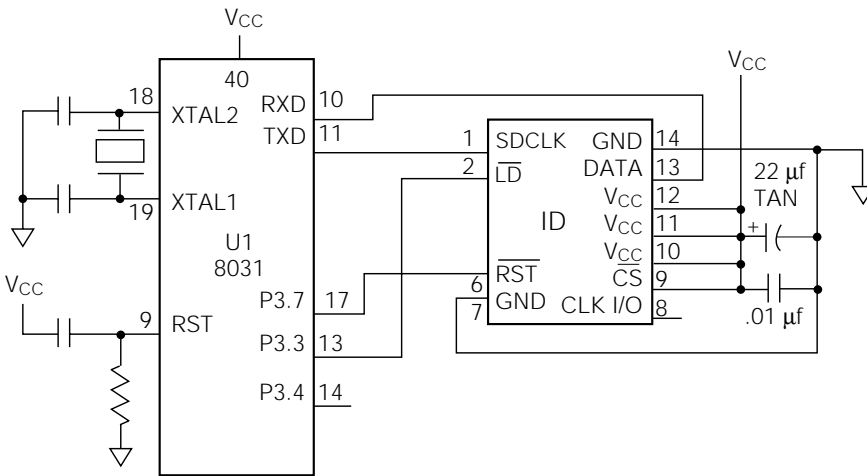 VCC
40
18
XTAL2
RXD
10
TXD
11
VCC
19
XTAL1
U1
8031
VCC
9
RST
P3.7
17
P3.3
13
P3.4
14
1
SDCLK
GND
14
2
LD
DATA
13
VCC
12
ID
VCC
11
VCC
10
RST
CS
9
6
GND
7
CLK I/O
8
22 µf
TAN
+
.01 µf